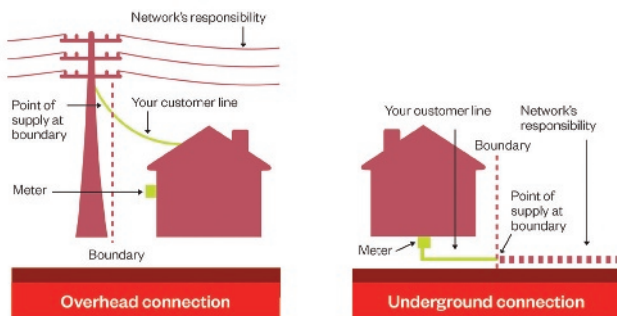 Network's responsibility
Point of
supply at
boundary
Your customer line
Meter
Boundary
Overhead connection
Your customer line
Network's
responsibility
Boundary
Point of
supply at
boundary
Meter
Underground connection